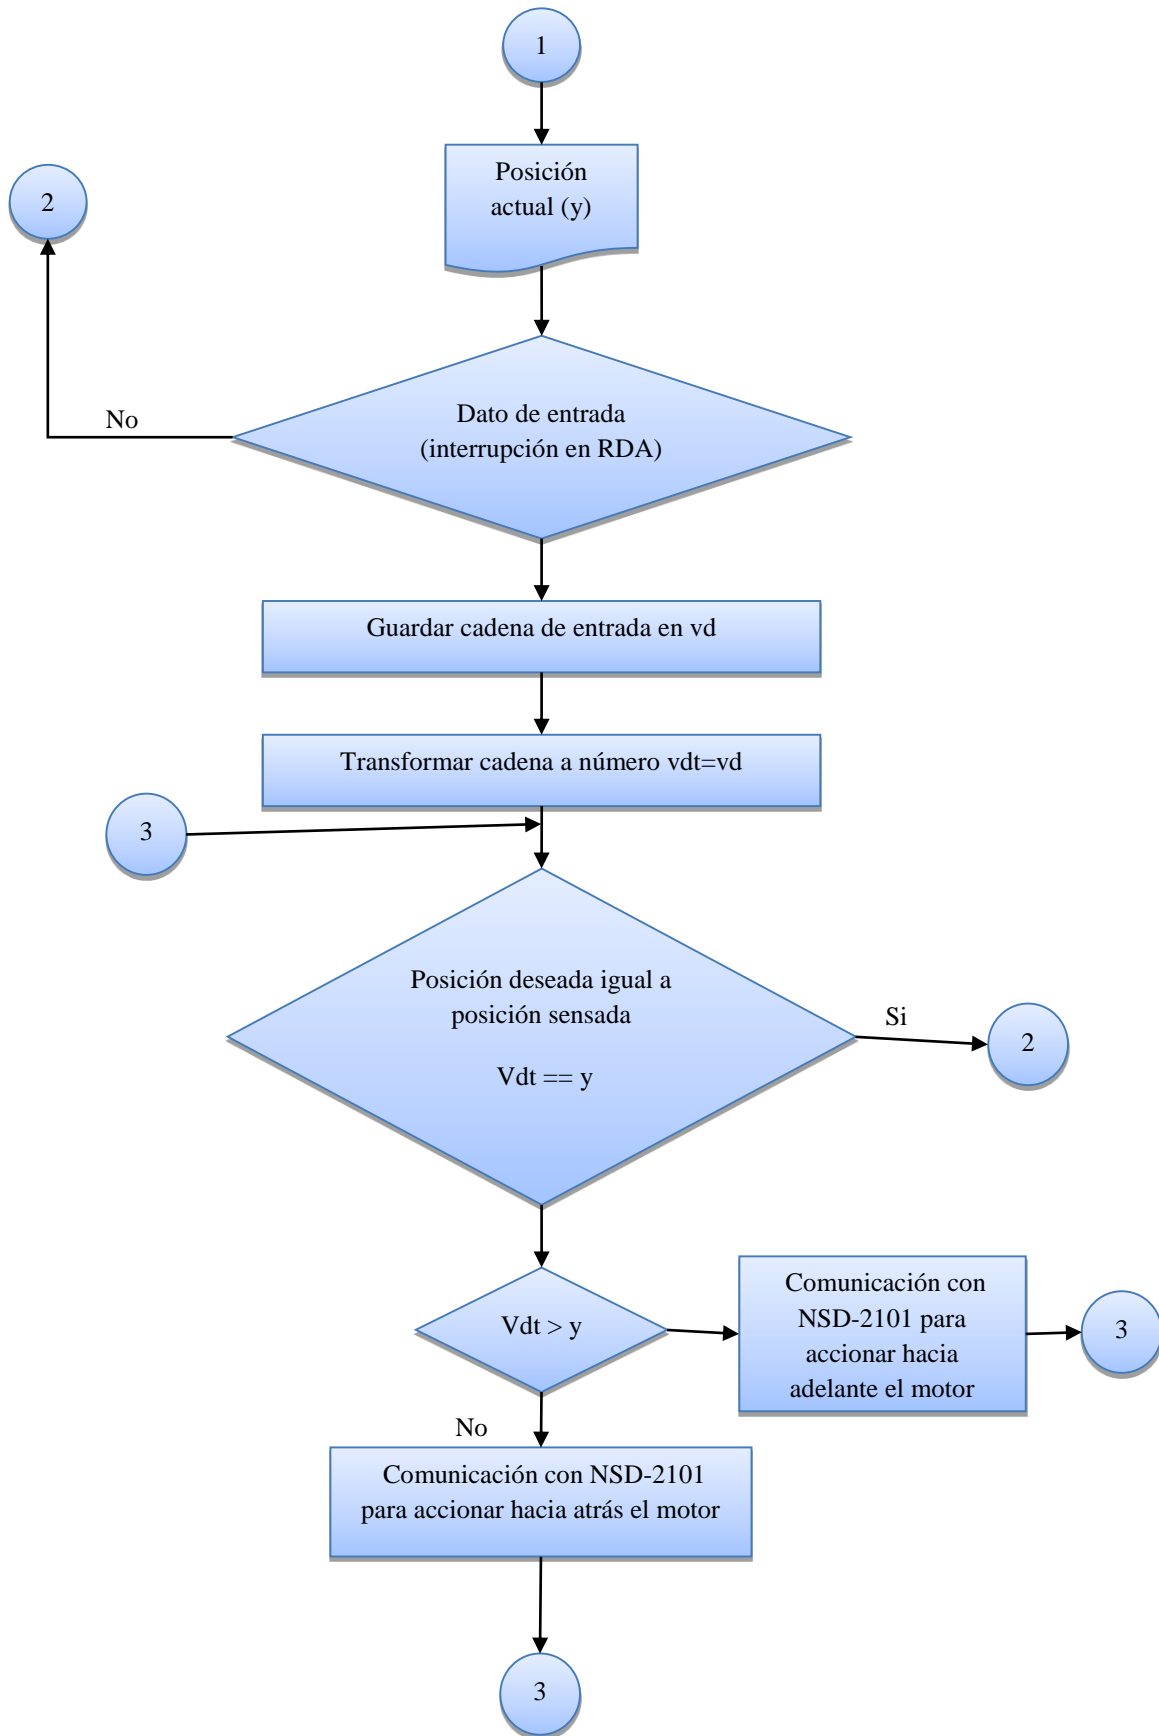 1
Posición
actual (y)
2
No
Dato de entrada
(interrupción en RDA)
Guardar cadena de entrada en vd
Transformar cadena a número vdt=vd
3
Posición deseada igual a
posición sensada
Vdt == y
Si
2
Vdt > y
Comunicación con
NSD-2101 para
accionar hacia
adelante el motor
3
No
Comunicación con NSD-2101
para accionar hacia atrás el motor
3